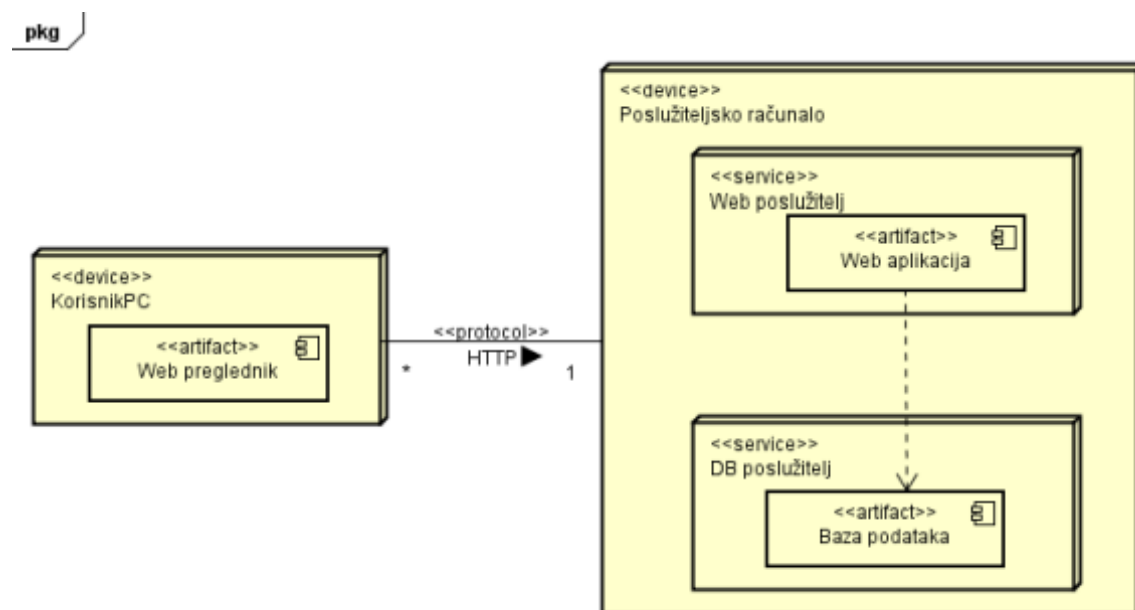 pkg
<<device>>
KorisnikPC
<<artifact>>
Web preglednik
<<protocol>>
HTTP
*
1
<<device>>
Poslužiteljsko računalo
<<service>>
Web poslužitelj
<<artifact>>
Web aplikacija
<<service>>
DB poslužitelj
<<artifact>>
Baza podataka